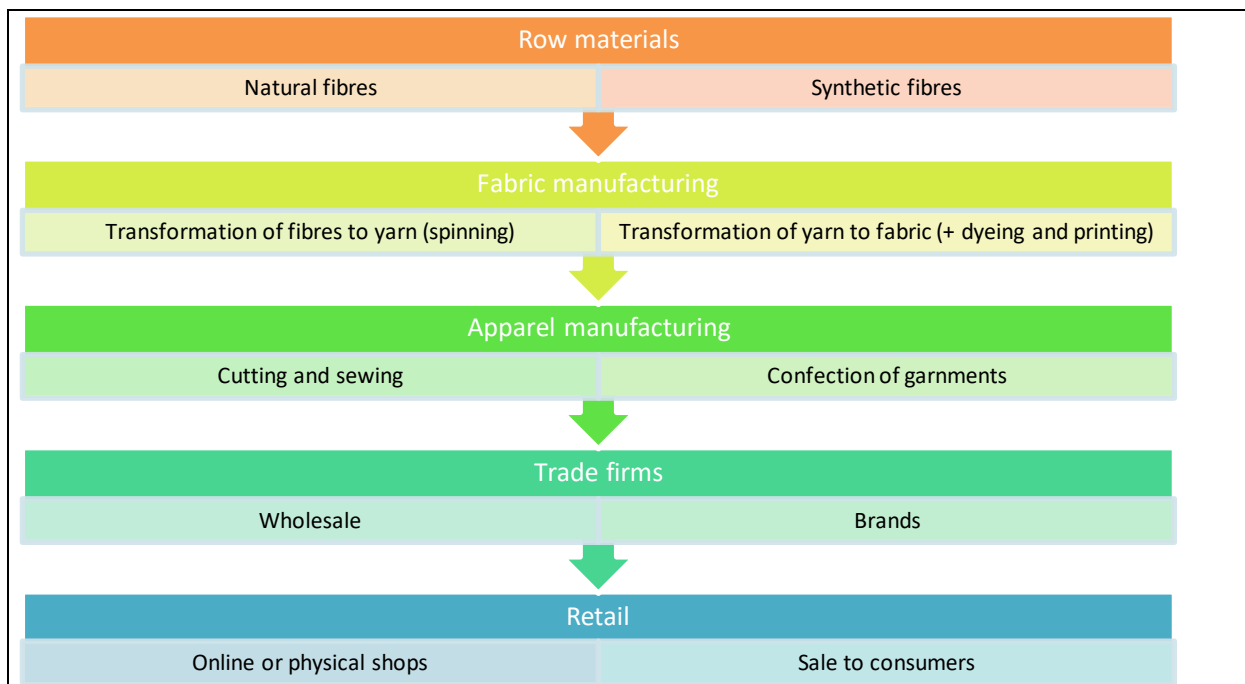 Row materials
Natural fibres
Synthetic fibres
Fabric manufacturing
Transformation of fibres to yarn (spinning)
Transformation of yarn to fabric (+ dyeing and printing)
Apparel manufacturing
Cutting and sewing
Confection of garnments
Trade firms
Wholesale
Brands
Retail
Online or physical shops
Sale to consumers